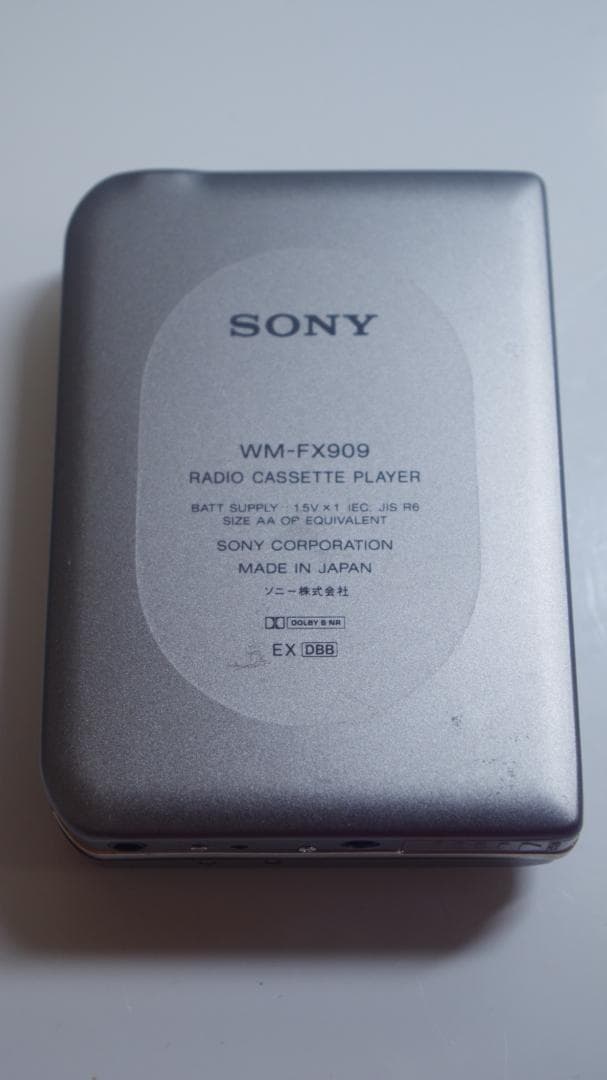 SONY
WM-FX909
RADIO CASSETTE PLAYER
BATT SUPPLY : 1.5V×1 IEC: JIS R6
SIZE AA OR EQUIVALENT
SONY CORPORATION
MADE IN JAPAN
ソニー株式会社
DOLBY B NR
EX DBB